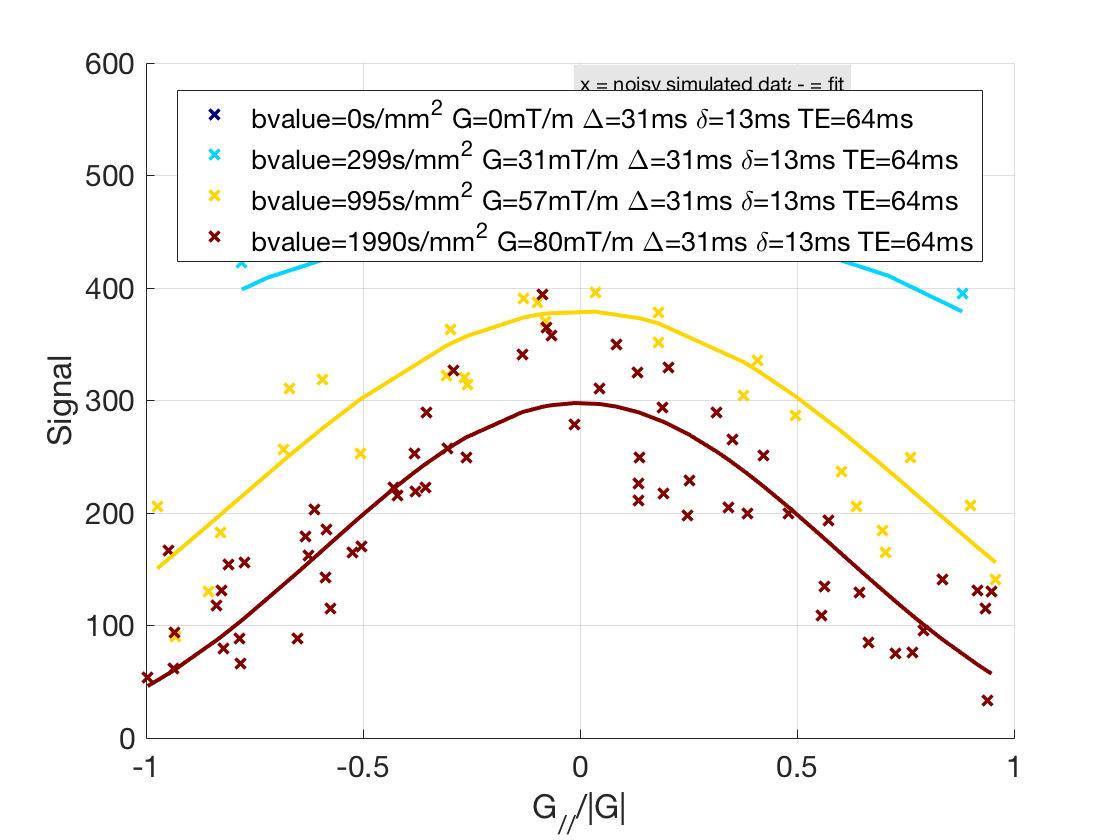 600
x = noisy simulated data - = fit
bvalue=0s/mm² G=0mT/m Δ=31ms δ=13ms TE=64ms
bvalue=299s/mm² G=31mT/m Δ=31ms δ=13ms TE=64ms
bvalue=995s/mm² G=57mT/m Δ=31ms δ=13ms TE=64ms
bvalue=1990s/mm² G=80mT/m Δ=31ms δ=13ms TE=64ms
500
400
300
200
100
0
Signal
-1 -0.5 0 0.5 1
G_{//}/|G|